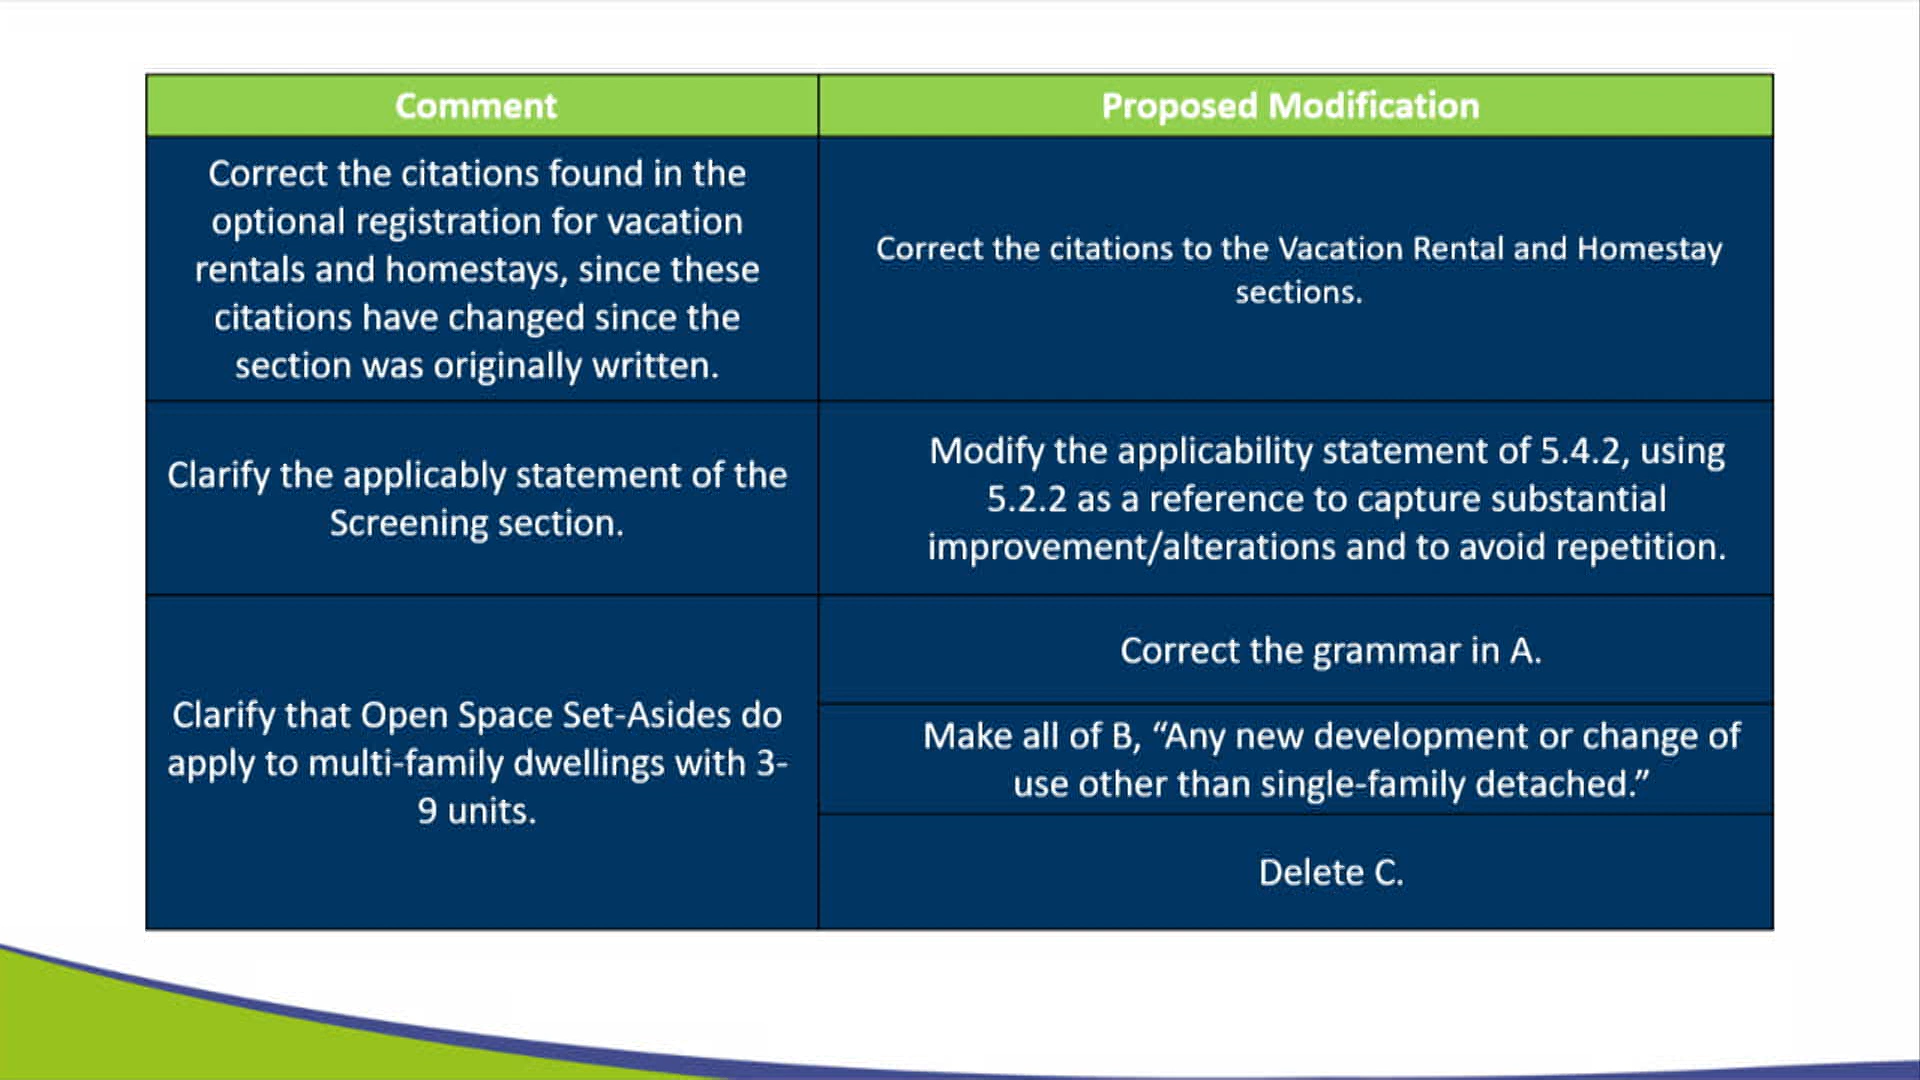 Comment
Proposed Modification
Correct the citations found in the
optional registration for vacation
rentals and homestays, since these
citations have changed since the
section was originally written.
Correct the citations to the Vacation Rental and Homestay
sections.
Clarify the applicably statement of the
Screening section.
Modify the applicability statement of 5.4.2, using
5.2.2 as a reference to capture substantial
improvement/alterations and to avoid repetition.
Clarify that Open Space Set-Asides do
apply to multi-family dwellings with 3-
9 units.
Correct the grammar in A.
Make all of B, “Any new development or change of
use other than single-family detached.”
Delete C.